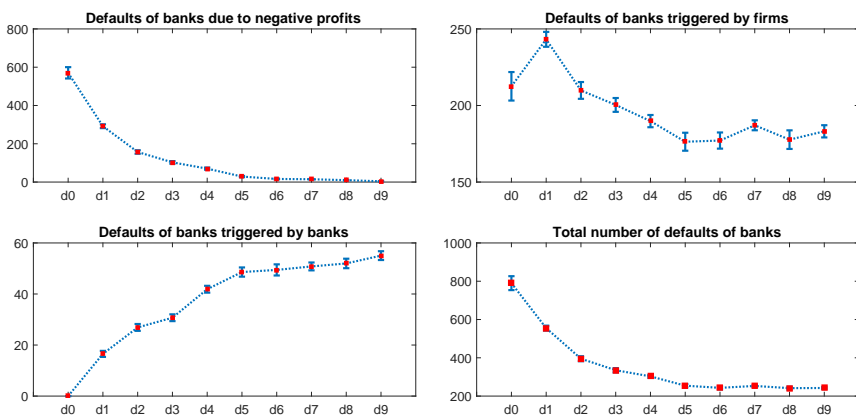 Defaults of banks due to negative profits
800
600
400
200
0
d0 d1 d2 d3 d4 d5 d6 d7 d8 d9
Defaults of banks triggered by firms
250
200
150
d0 d1 d2 d3 d4 d5 d6 d7 d8 d9
Defaults of banks triggered by banks
60
40
20
0
d0 d1 d2 d3 d4 d5 d6 d7 d8 d9
Total number of defaults of banks
1000
800
600
400
200
d0 d1 d2 d3 d4 d5 d6 d7 d8 d9